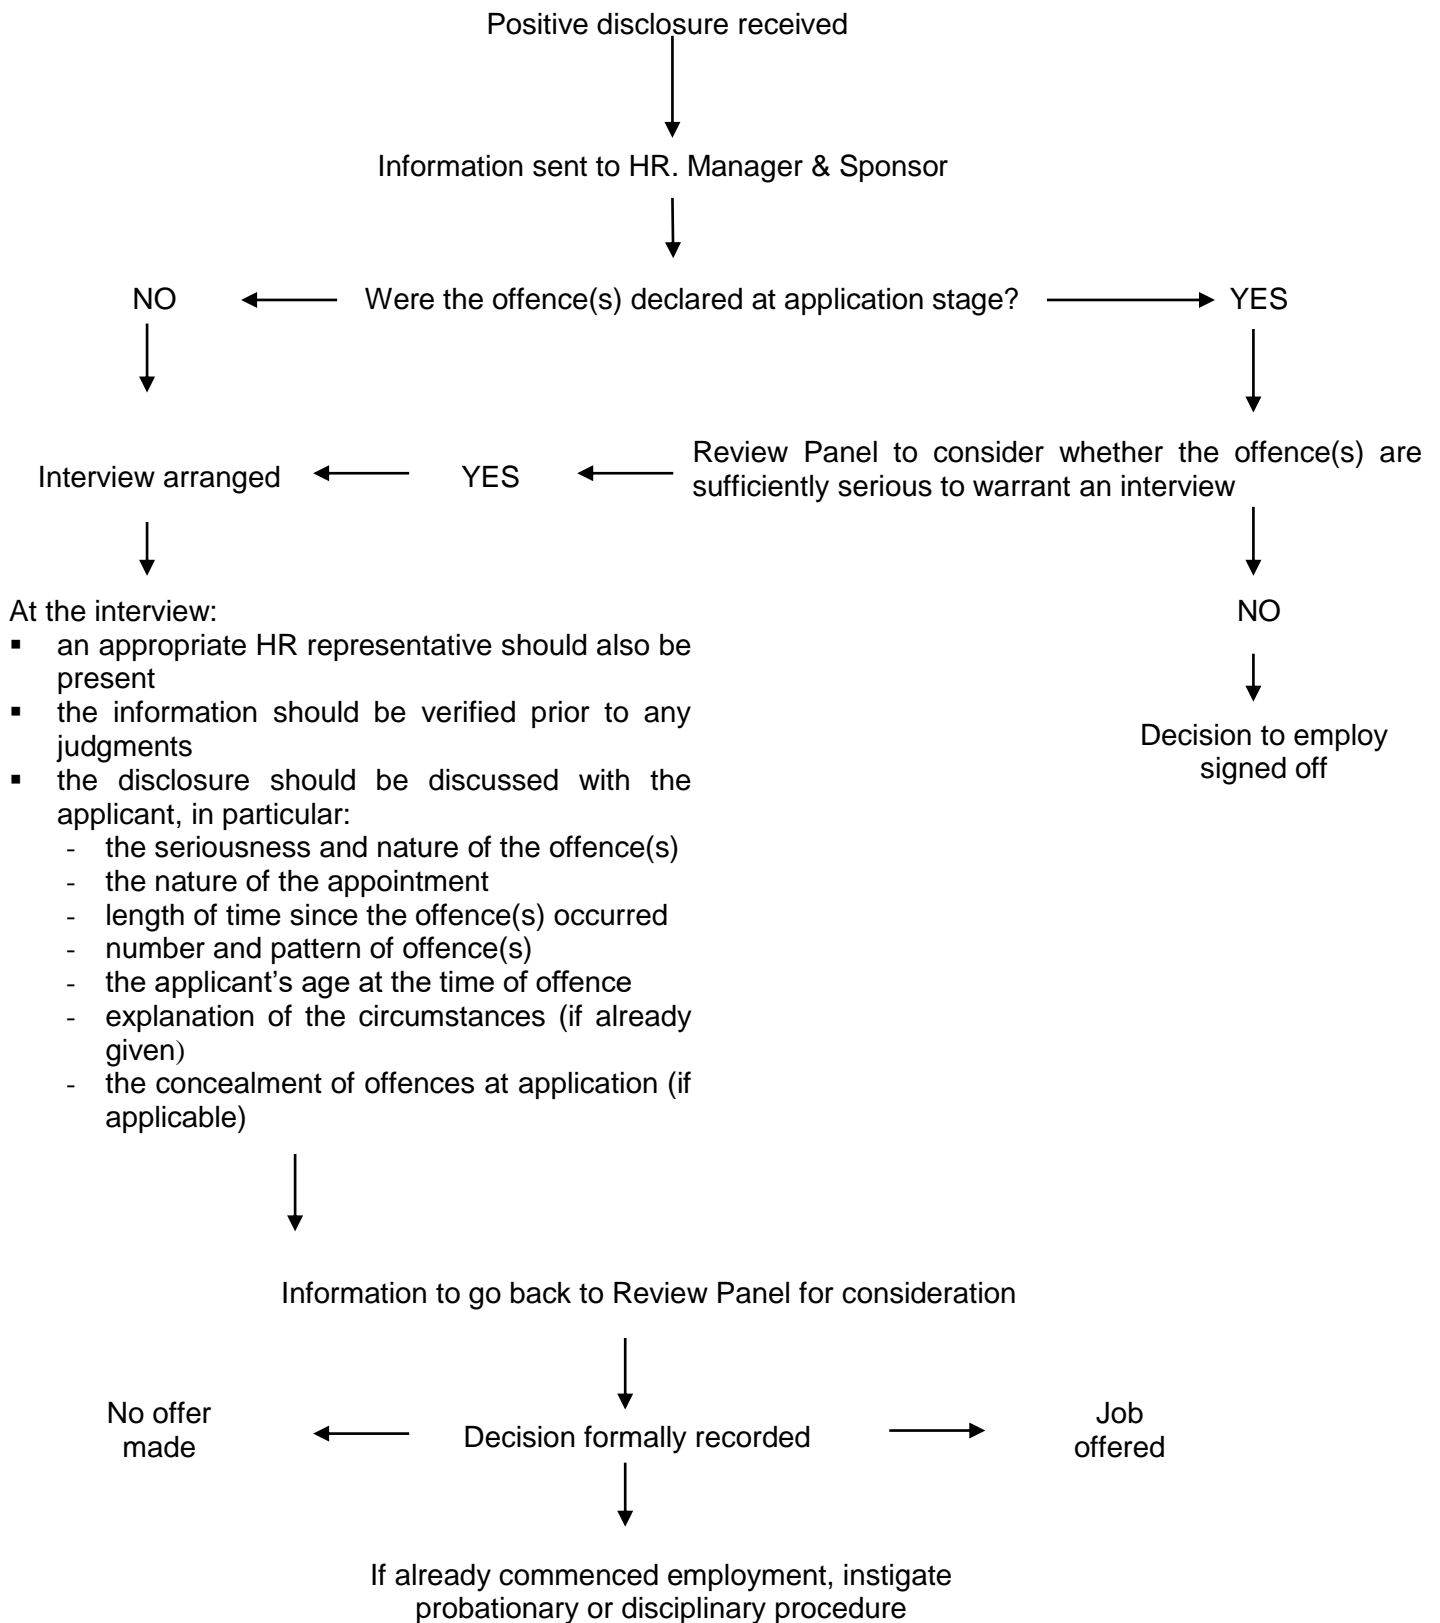 Positive disclosure received
Information sent to HR. Manager & Sponsor
NO
Were the offence(s) declared at application stage?
YES
Interview arranged
YES
Review Panel to consider whether the offence(s) are
sufficiently serious to warrant an interview
At the interview:
▪ an appropriate HR representative should also be
present
▪ the information should be verified prior to any
judgments
▪ the disclosure should be discussed with the
applicant, in particular:
- the seriousness and nature of the offence(s)
- the nature of the appointment
- length of time since the offence(s) occurred
- number and pattern of offence(s)
- the applicant’s age at the time of offence
- explanation of the circumstances (if already
given)
- the concealment of offences at application (if
applicable)
NO
Decision to employ
signed off
Information to go back to Review Panel for consideration
No offer
made
Decision formally recorded
Job
offered
If already commenced employment, instigate
probationary or disciplinary procedure